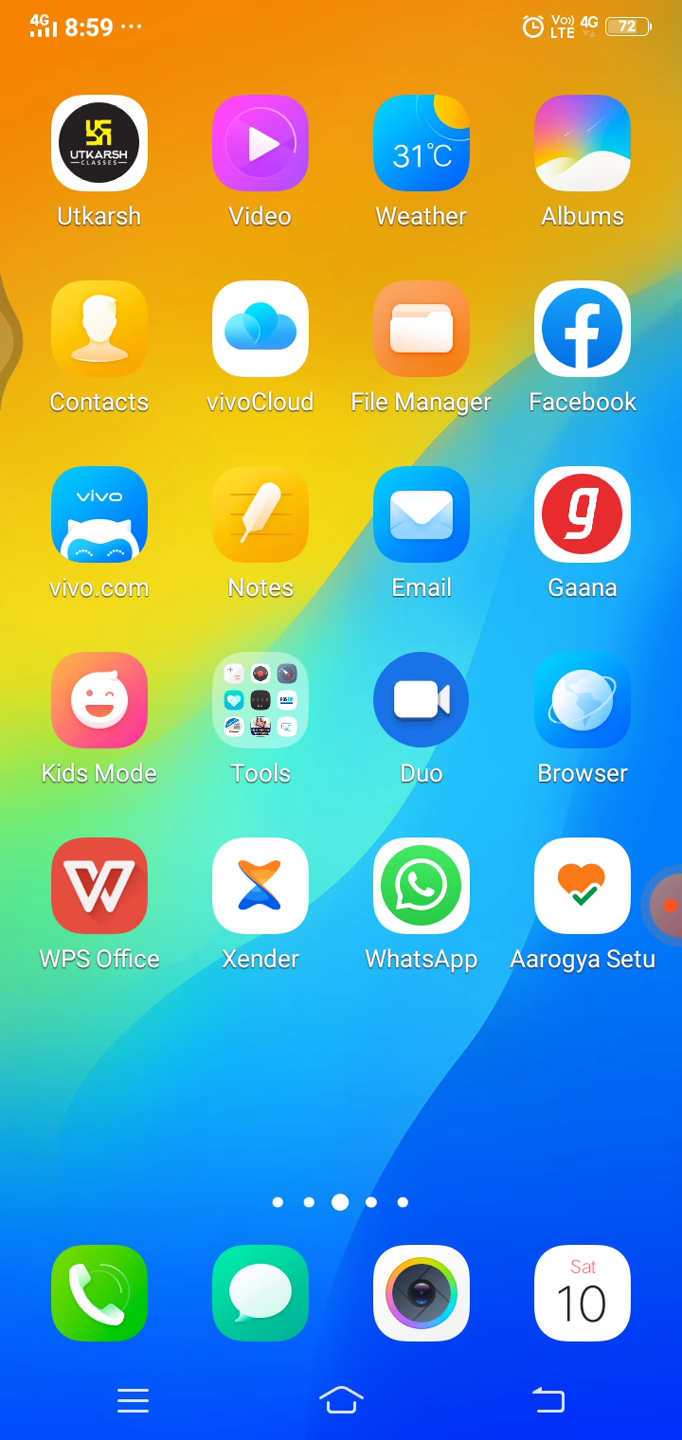 4G 8:59 ... Vo)) LTE 4G 72
UTKARSH
CLASSES
31°C
Utkarsh Video Weather Albums
Contacts vivoCloud File Manager Facebook
vivo
g
vivo.com Notes Email Gaana
Kids Mode Tools Duo Browser
W
WPS Office Xender WhatsApp Aarogya Setu
Sat
10